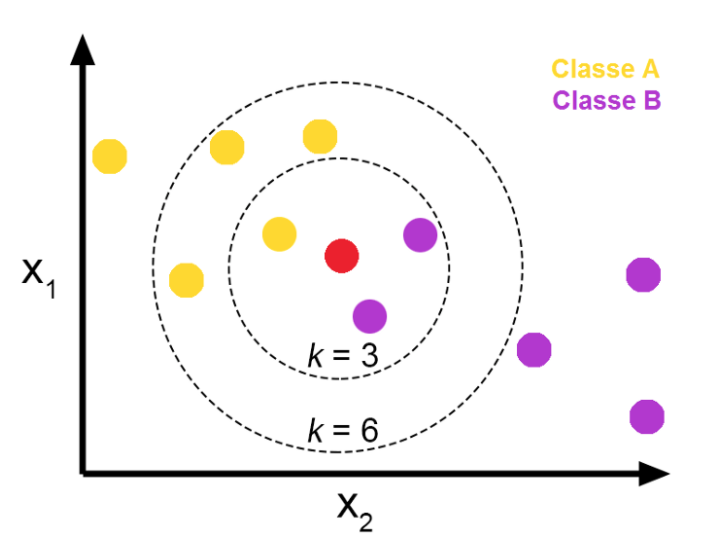 Classe A
Classe B
x₁
k = 3
k = 6
x₂